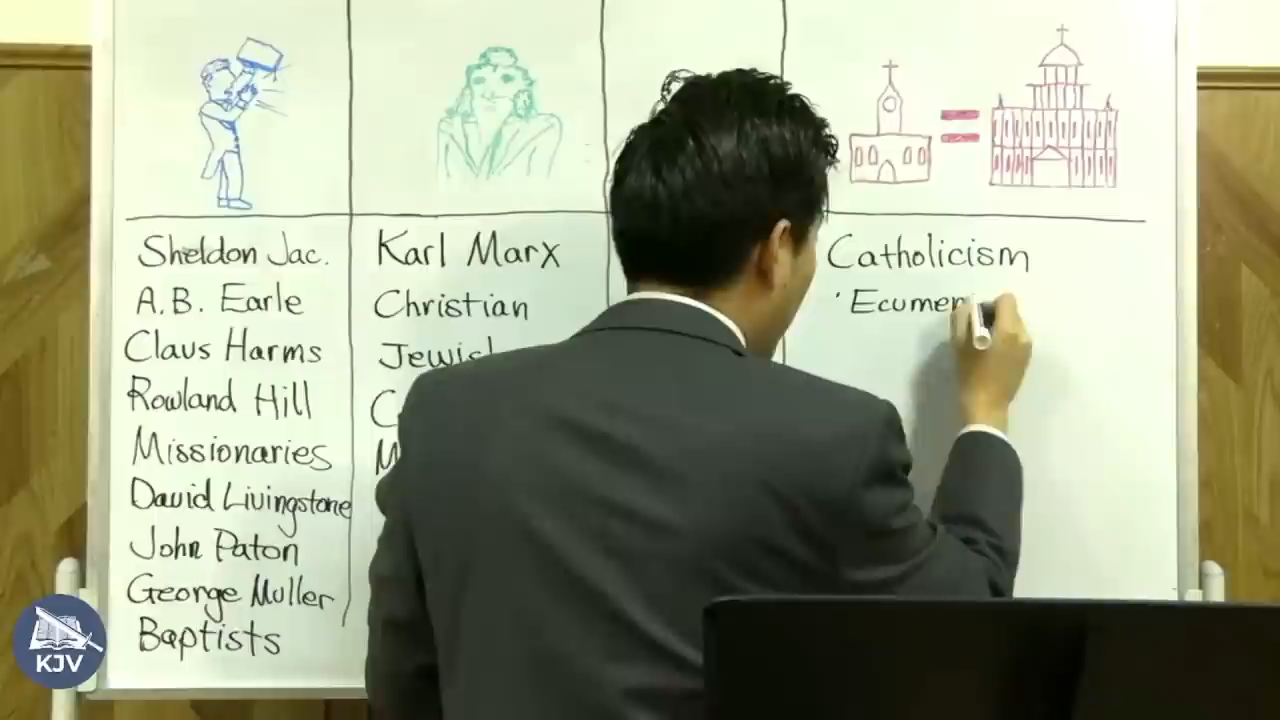 Sheldon Jac.
A.B. Earle
Claus Harms
Rowland Hill
Missionaries
David Livingstone
John Paton
George Muller
Baptists
Karl Marx
Christian
Catholicism
'Ecumen
KJV